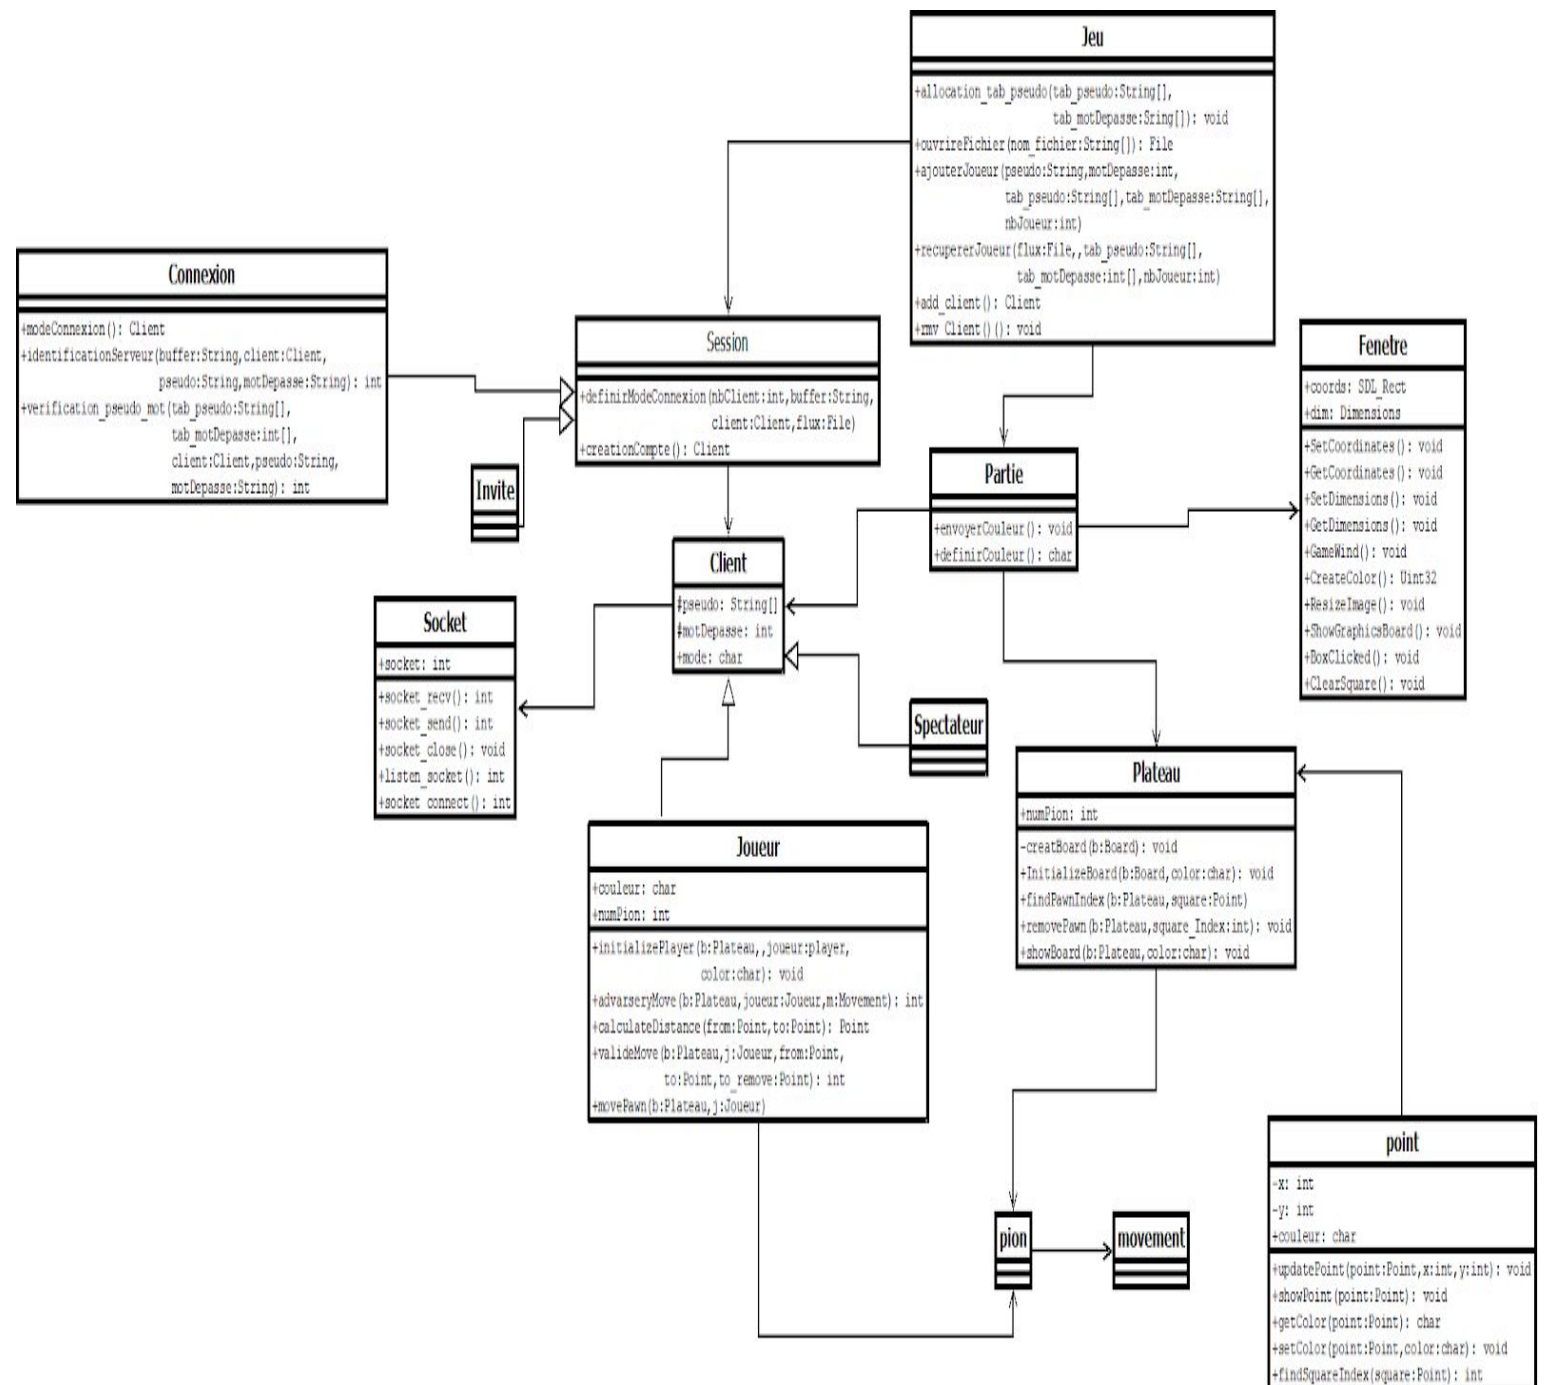 Jeu
+allocation_tab_pseudo(tab_pseudo:String[],
tab_motDepasse:Sring[]): void
+ouvrireFichier(nom_fichier:String[]): File
+ajouterJoueur(pseudo:String,motDepasse:int,
tab_pseudo:String[],tab_motDepasse:String[],
nbJoueur:int)
+recupererJoueur(flux:File,,tab_pseudo:String[],
tab_motDepasse:int[],nbJoueur:int)
+add_client(): Client
+rmv_Client()(): void
Connexion
+modeConnexion(): Client
+identificationServeur(buffer:String,client:Client,
pseudo:String,motDepasse:String): int
+verification_pseudo_mot(tab_pseudo:String[],
tab_motDepasse:int[],
client:Client,pseudo:String,
motDepasse:String): int
Session
+definirModeConnexion(nbClient:int,buffer:String,
client:Client,flux:File)
+creationCompte(): Client
Fenetre
+coords: SDL_Rect
+dim: Dimensions
+SetCoordinates(): void
+GetCoordinates(): void
+SetDimensions(): void
+GetDimensions(): void
+GameWind(): void
+CreateColor(): Uint32
+ResizeImage(): void
+ShowGraphicsBoard(): void
+BoxClicked(): void
+ClearSquare(): void
Invite
Partie
+envoyerCouleur(): void
+definirCouleur(): char
Client
#pseudo: String[]
#motDepasse: int
+mode: char
Socket
+socket: int
+socket_recv(): int
+socket_send(): int
+socket_close(): void
+listen_socket(): int
+socket_connect(): int
Spectateur
Plateau
+numPion: int
-creatBoard(b:Board): void
+InitializeBoard(b:Board,color:char): void
+findPawnIndex(b:Plateau,square:Point)
+removePawn(b:Plateau,square_Index:int): void
+showBoard(b:Plateau,color:char): void
Joueur
+couleur: char
+numPion: int
+initializePlayer(b:Plateau,,joueur:player,
color:char): void
+advarseryMove(b:Plateau,joueur:Joueur,m:Movement): int
+calculateDistance(from:Point,to:Point): Point
+valideMove(b:Plateau,j:Joueur,from:Point,
to:Point,to_remove:Point): int
+movePawn(b:Plateau,j:Joueur)
pion
movement
point
-x: int
-y: int
+couleur: char
+updatePoint(point:Point,x:int,y:int): void
+showPoint(point:Point): void
+getColor(point:Point): char
+setColor(point:Point,color:char): void
+findSquareIndex(square:Point): int